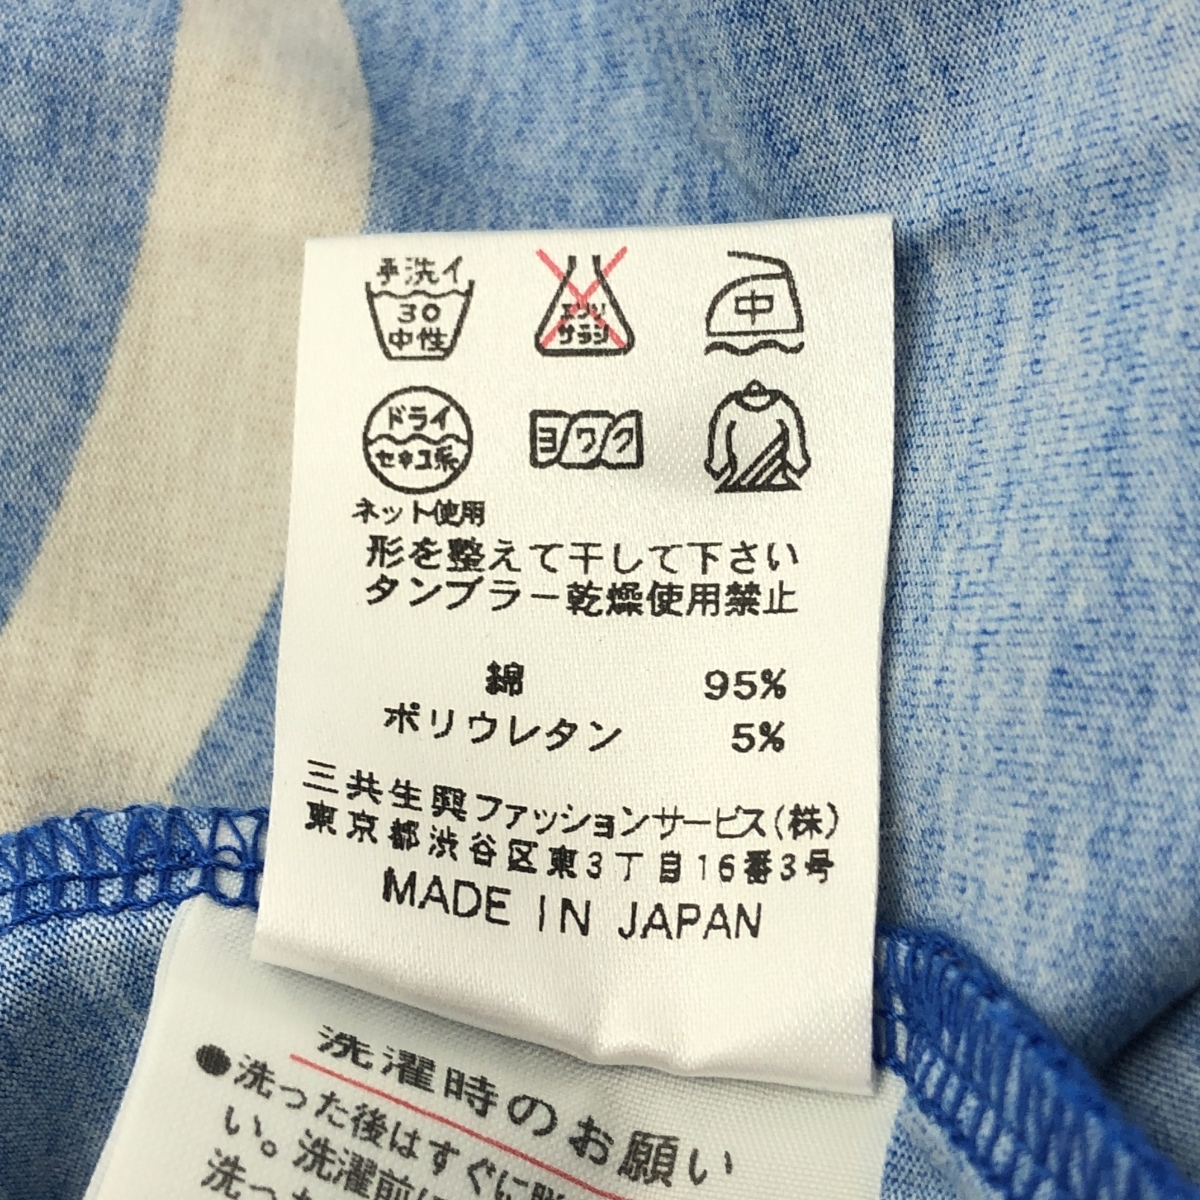 手洗イ
30
中性
エンソ
サラシ
中
ドライ
セキユ系
ヨワク
ネット使用
形を整えて干して下さい
タンブラー乾燥使用禁止
綿 95%
ポリウレタン 5%
三共生興ファッションサービス(株)
東京都渋谷区東3丁目16番3号
MADE IN JAPAN
洗濯時のお願い
●洗った後はすぐに
い。洗濯前に
洗っ